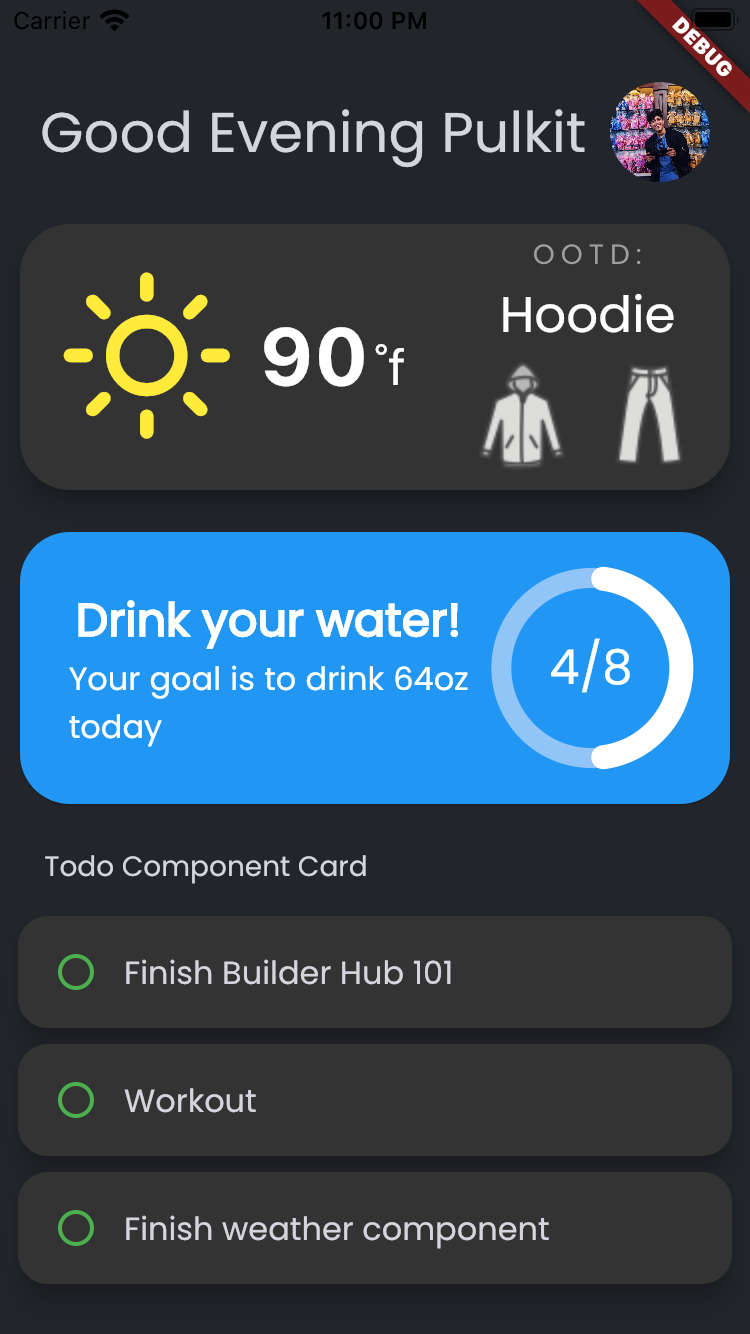 Carrier 11:00 PM
DEBUG
Good Evening Pulkit
OOTD:
Hoodie
90°f
Drink your water!
Your goal is to drink 64oz
today
4/8
Todo Component Card
Finish Builder Hub 101
Workout
Finish weather component